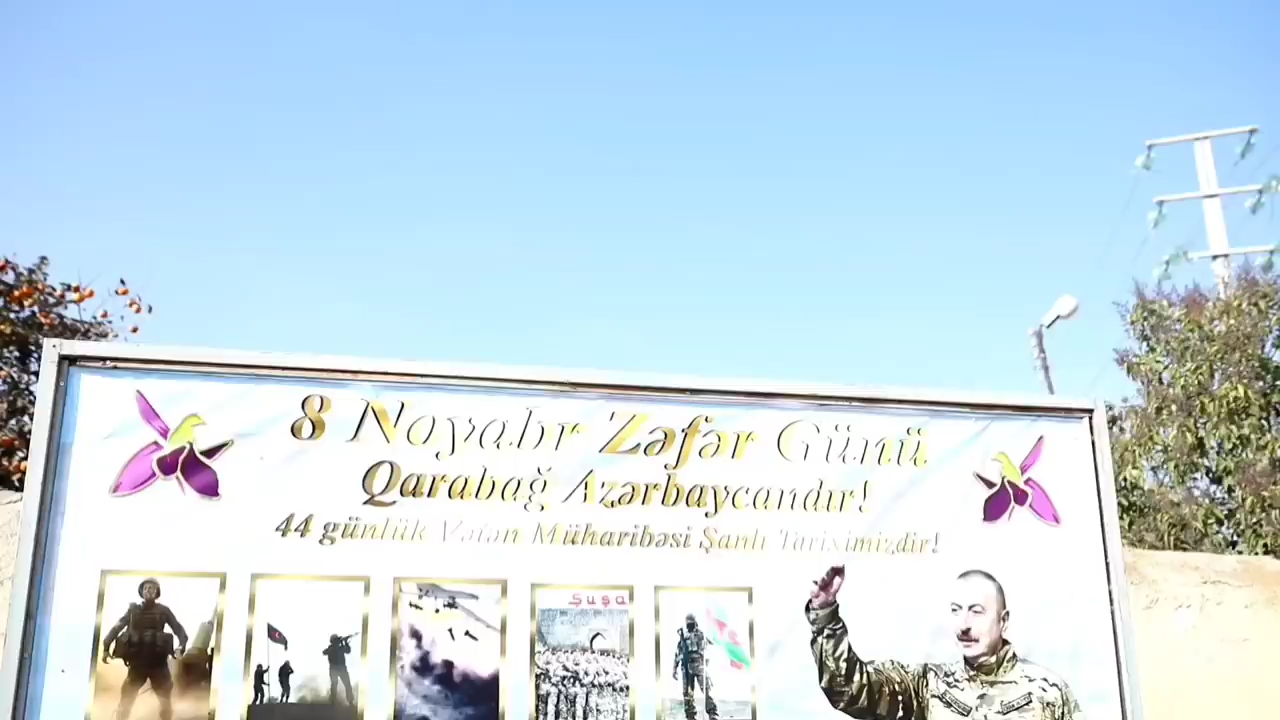 8 Noyabr Zəfər Günü
Qarabağ Azərbaycandır!
44 günlük Vətən Müharibəsi Şanlı Tariximizdir!
Şuşa